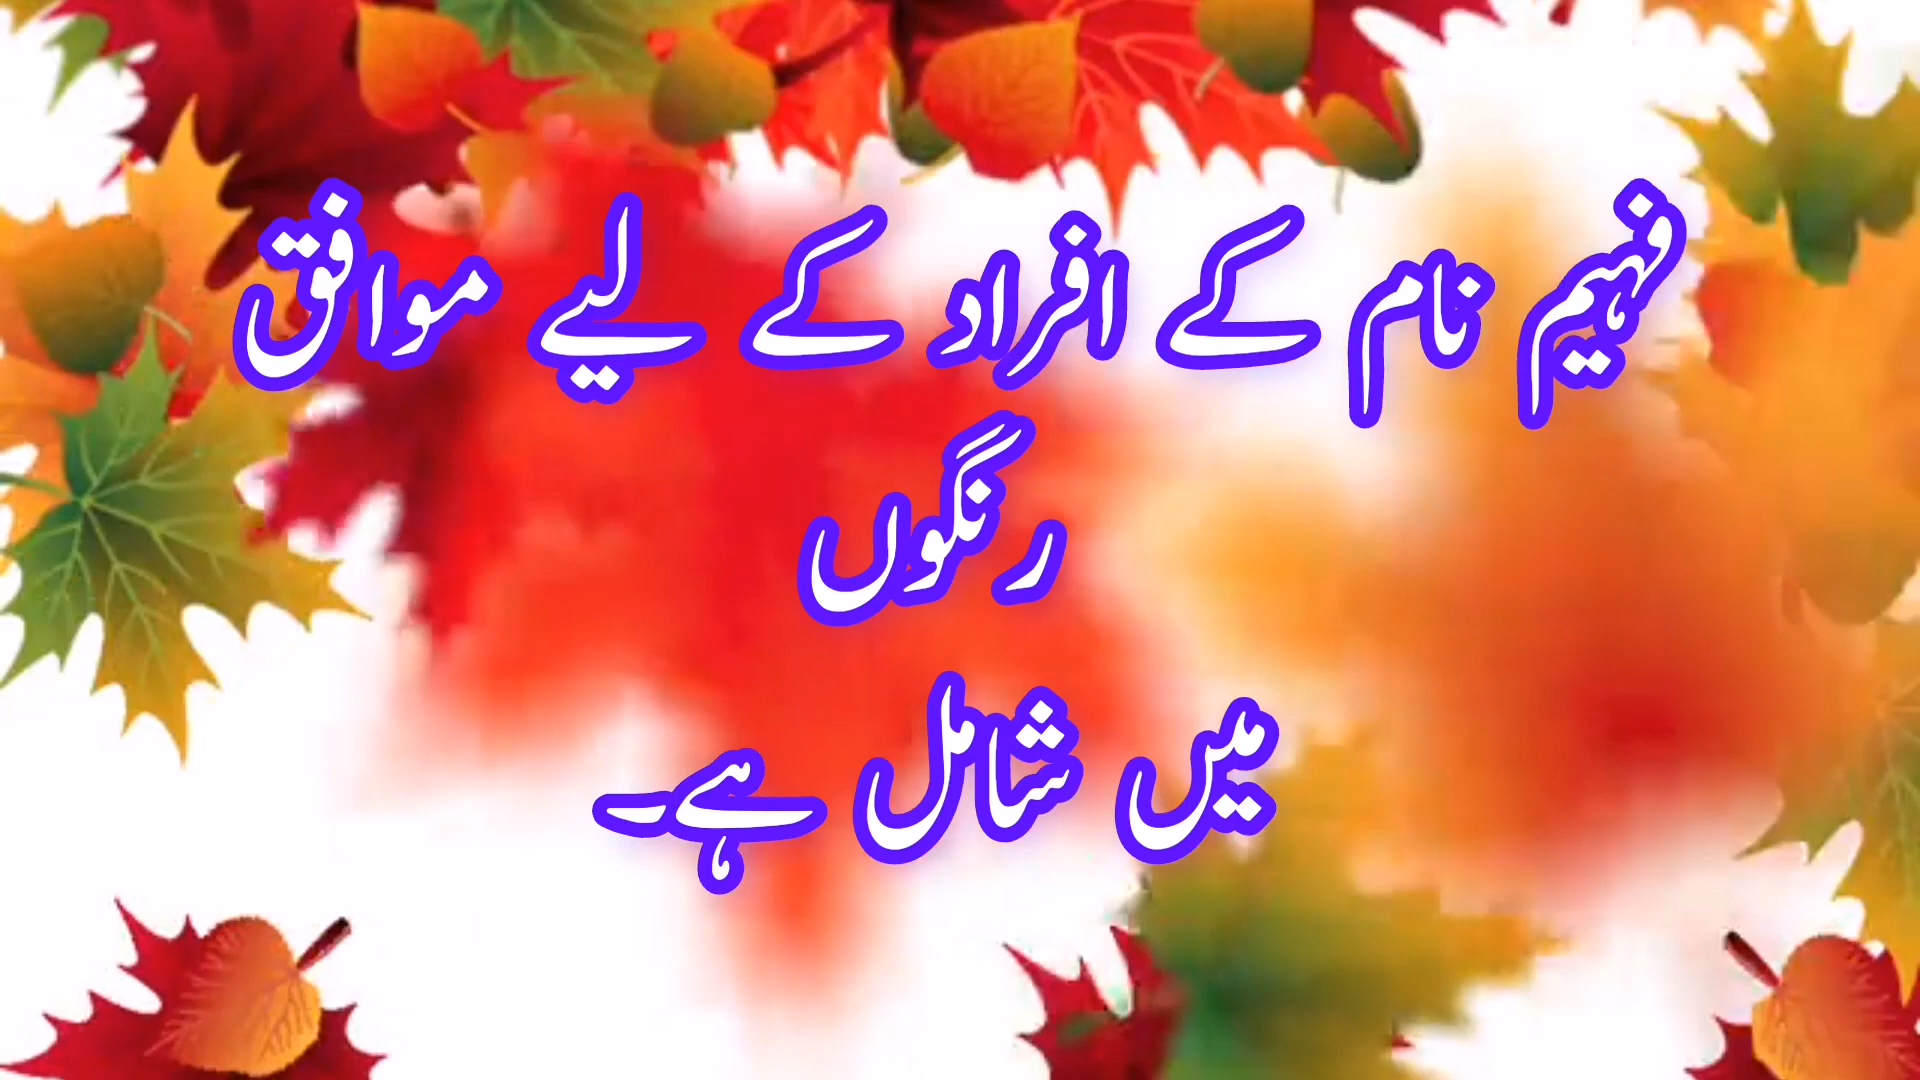 فہیم نام کے افراد کے لیے موافق
رنگوں
میں شامل ہے۔